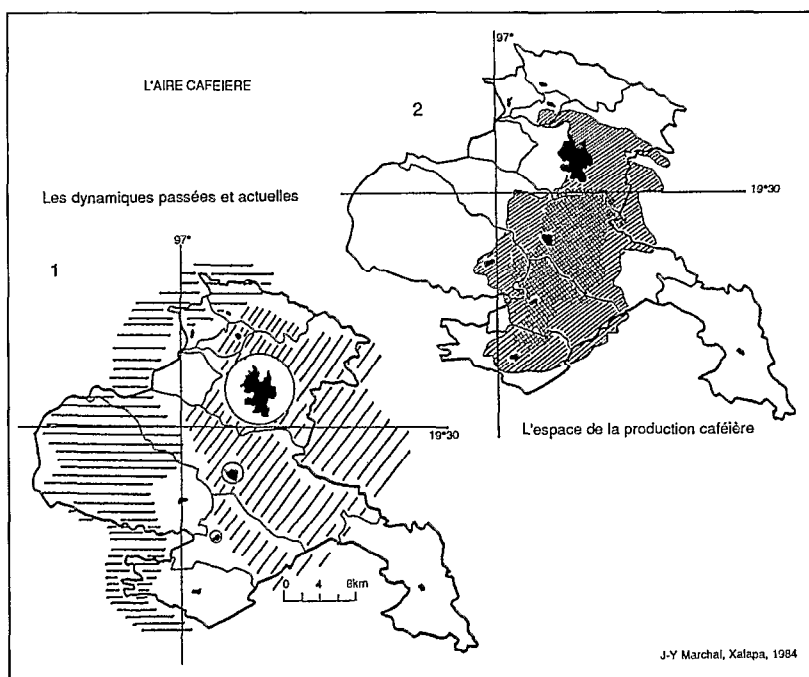 L'AIRE CAFEIERE
Les dynamiques passées et actuelles
1
97°
19°30
0 4 8km
2
97°
19°30
L'espace de la production caféière
J-Y Marchal, Xalapa, 1984